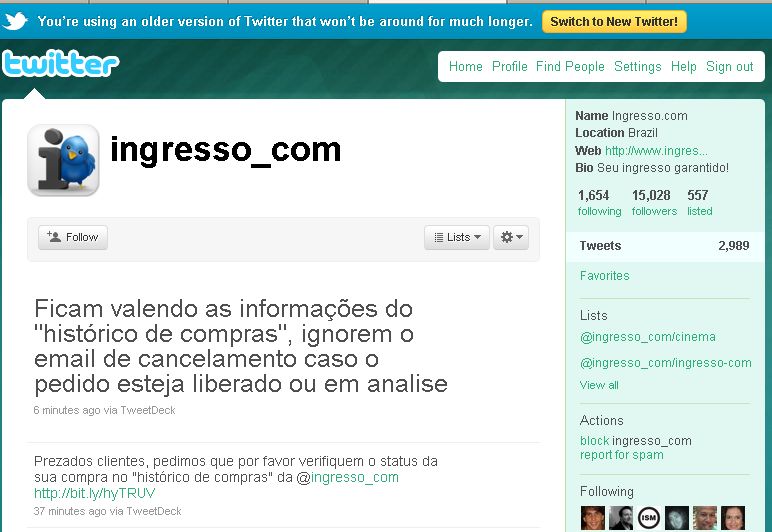 You're using an older version of Twitter that won't be around for much longer. Switch to New Twitter!
twitter
Home Profile Find People Settings Help Sign out
i
ingresso_com
Follow
Lists
Ficam valendo as informações do
"histórico de compras", ignorem o
email de cancelamento caso o
pedido esteja liberado ou em analise
6 minutes ago via TweetDeck
Prezados clientes, pedimos que por favor verifiquem o status da
sua compra no "histórico de compras" da @ingresso_com
http://bit.ly/hyTRUV
37 minutes ago via TweetDeck
Name Ingresso.com
Location Brazil
Web http://www.ingres...
Bio Seu ingresso garantido!
1,654 15,028 557
following followers listed
Tweets 2,989
Favorites
Lists
@ingresso_com/cinema
@ingresso_com/ingresso-com
View all
Actions
block ingresso_com
report for spam
Following
ISM